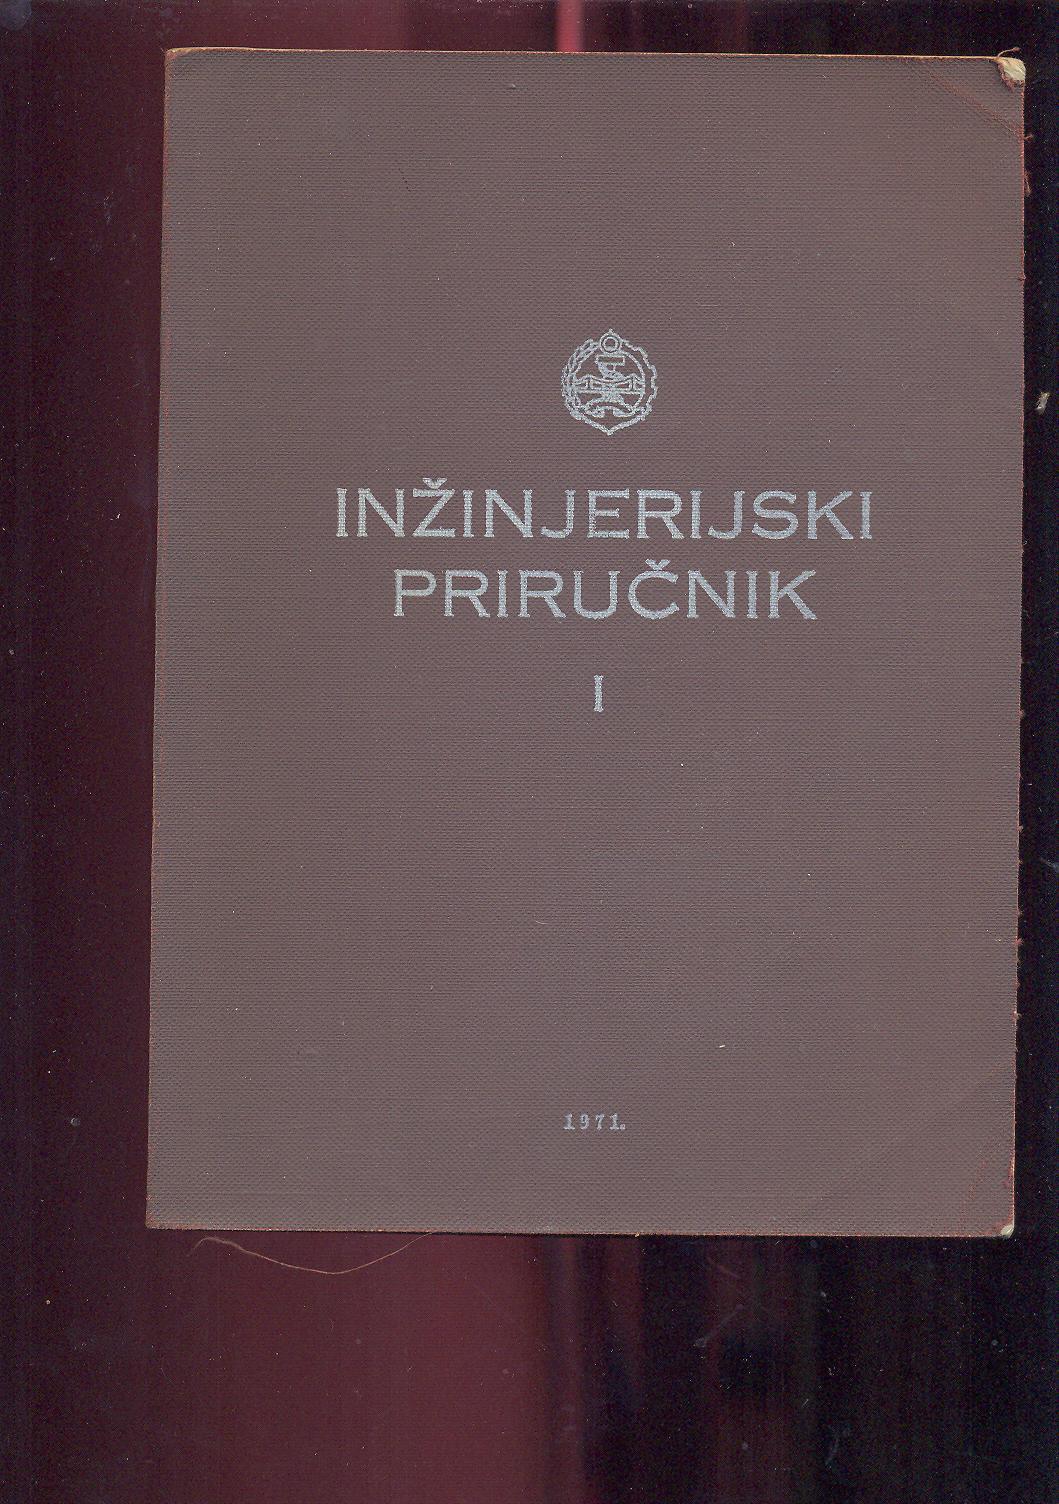 INŽINJERIJSKI
PRIRUČNIK
I
1971.